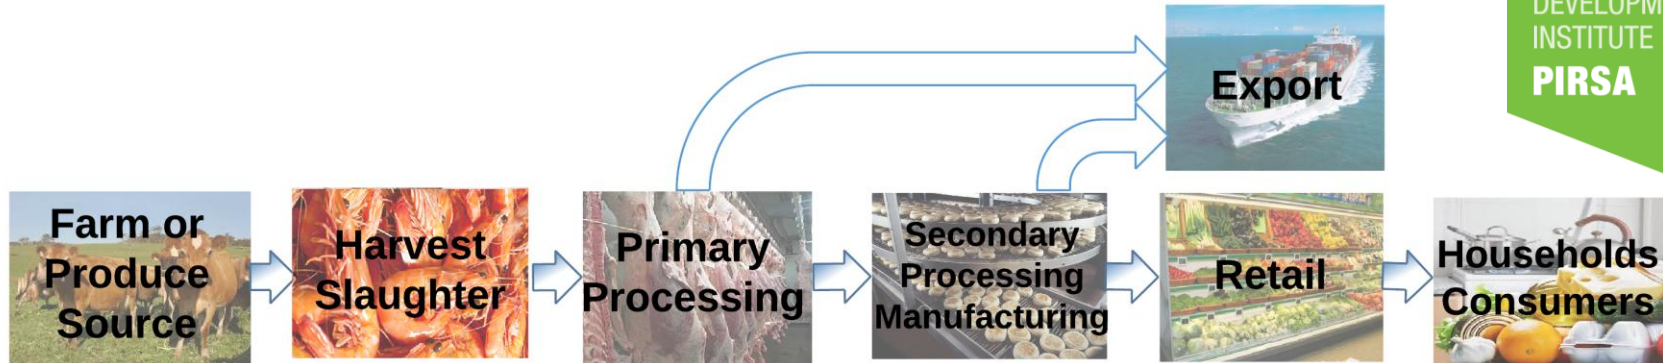 DEVELOPM
INSTITUTE
PIRSA
Export
Farm or
Produce
Source
Harvest
Slaughter
Primary
Processing
Secondary
Processing
Manufacturing
Retail
Households
Consumers